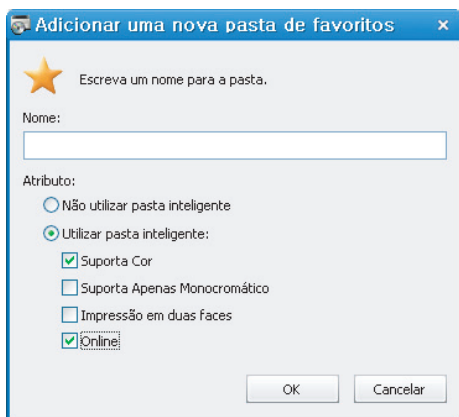 Adicionar uma nova pasta de favoritos
Escreva um nome para a pasta.
Nome:
Atributo:
Não utilizar pasta inteligente
Utilizar pasta inteligente:
Suporta Cor
Suporta Apenas Monocromático
Impressão em duas faces
Online
OK Cancelar